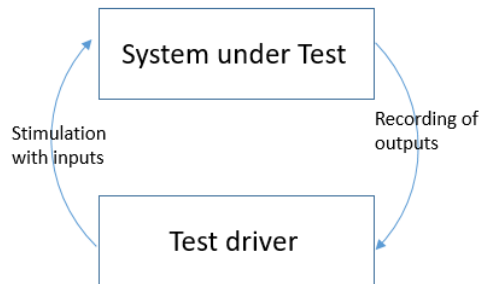 System under Test
Stimulation
with inputs
Recording of
outputs
Test driver